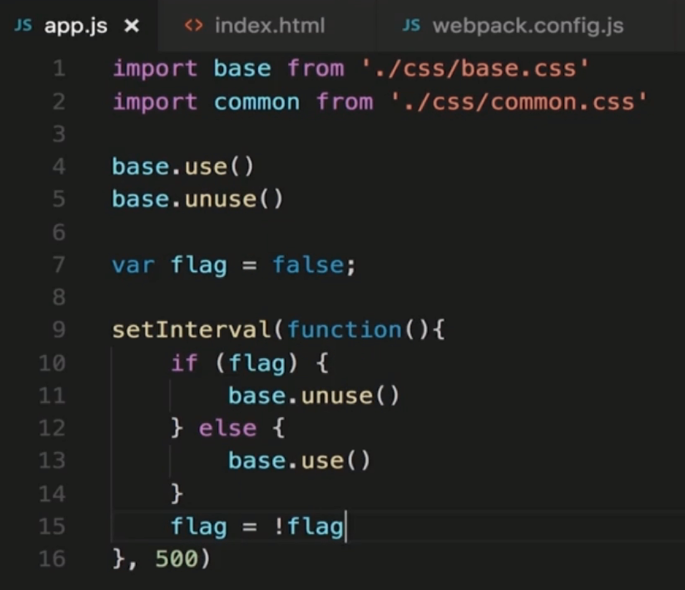 JS app.js × <> index.html JS webpack.config.js
1 import base from './css/base.css'
2 import common from './css/common.css'
3
4 base.use()
5 base.unuse()
6
7 var flag = false;
8
9 setInterval(function(){
10     if (flag) {
11         base.unuse()
12     } else {
13         base.use()
14     }
15     flag = !flag
16 }, 500)